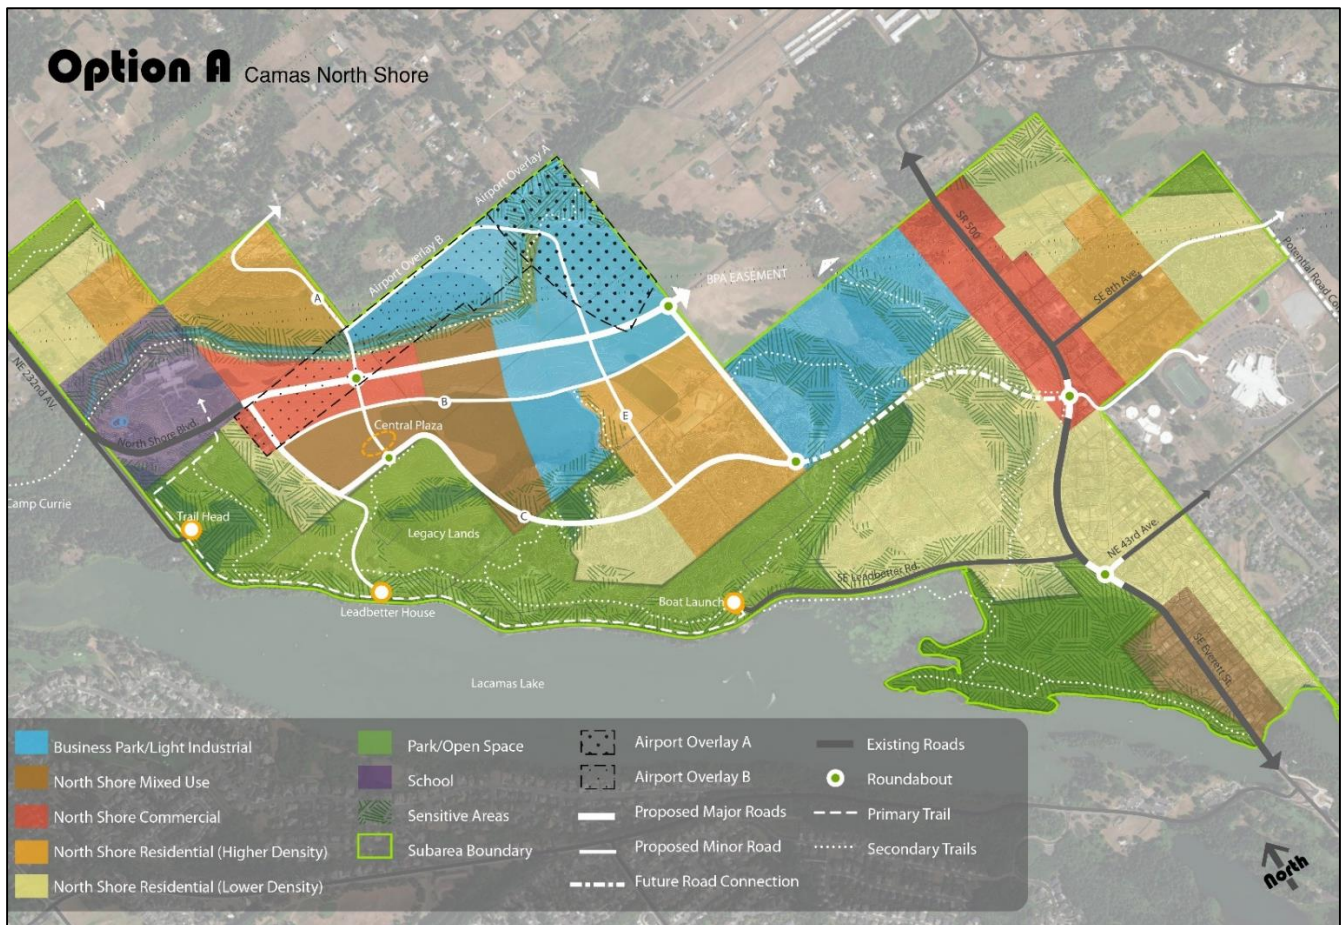 Option A Camas North Shore
Airport Overlay A
Airport Overlay B
BPA EASEMENT
SR 500
SE 8th Ave.
Potential Road Co
A
B
E
C
NE 232nd AV.
North Shore Blvd.
Central Plaza
Camp Currie
Trail Head
Legacy Lands
Leadbetter House
Boat Launch
SE Leadbetter Rd.
NE 43rd Ave.
SE Everett St.
Lacamas Lake
Business Park/Light Industrial
North Shore Mixed Use
North Shore Commercial
North Shore Residential (Higher Density)
North Shore Residential (Lower Density)
Park/Open Space
School
Sensitive Areas
Subarea Boundary
Airport Overlay A
Airport Overlay B
Proposed Major Roads
Proposed Minor Road
Future Road Connection
Existing Roads
Roundabout
Primary Trail
Secondary Trails
North